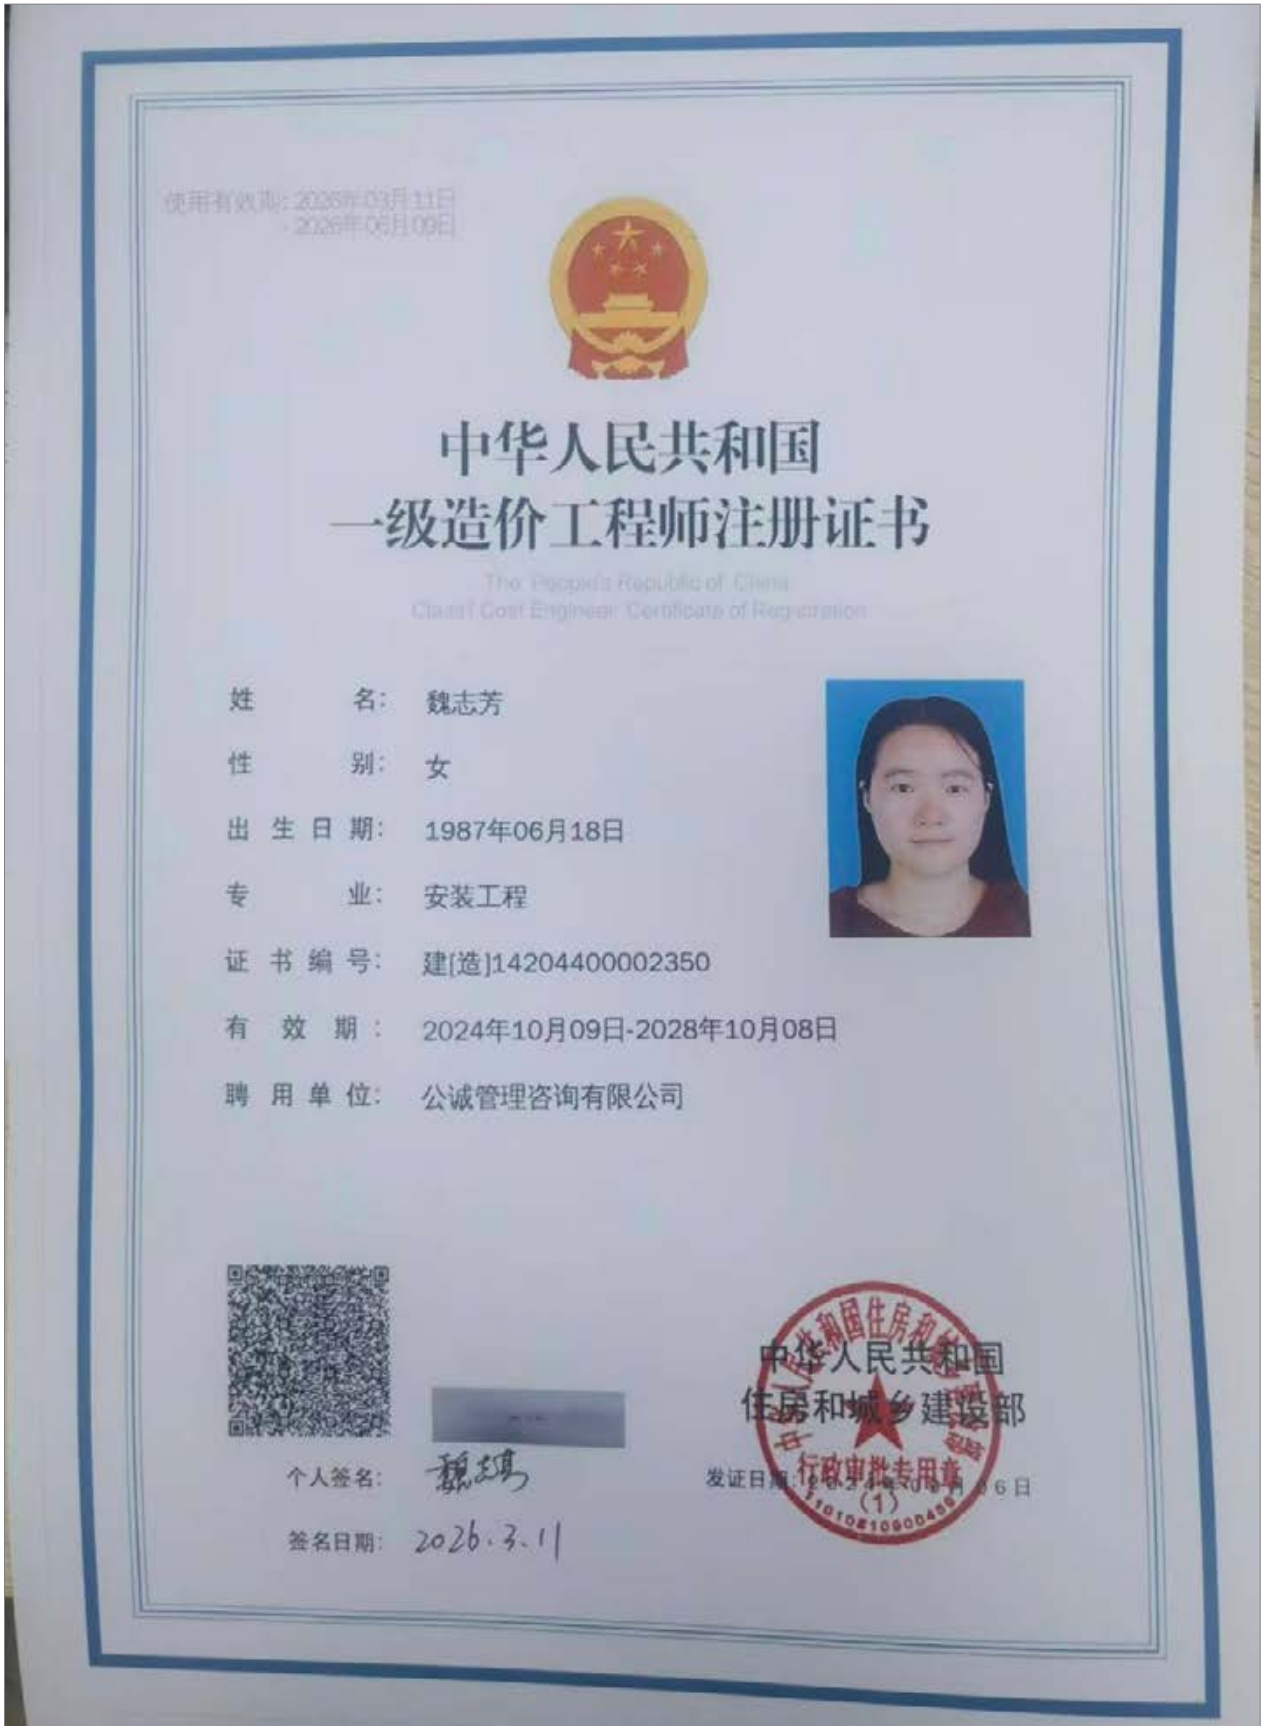 使用有效期: 2026年03月11日
- 2026年06月09日
中华人民共和国
一级造价工程师注册证书
The People's Republic of China
Class1 Cost Engineer Certificate of Registration
姓名: 魏志芳
性别: 女
出生日期: 1987年06月18日
专业: 安装工程
证书编号: 建[造]14204400002350
有效期: 2024年10月09日-2028年10月08日
聘用单位: 公诚管理咨询有限公司
中华人民共和国
住房和城乡建设部
个人签名: 魏志芳
发证日期: 06日
行政审批专用章
(1)
签名日期: 2026.3.11